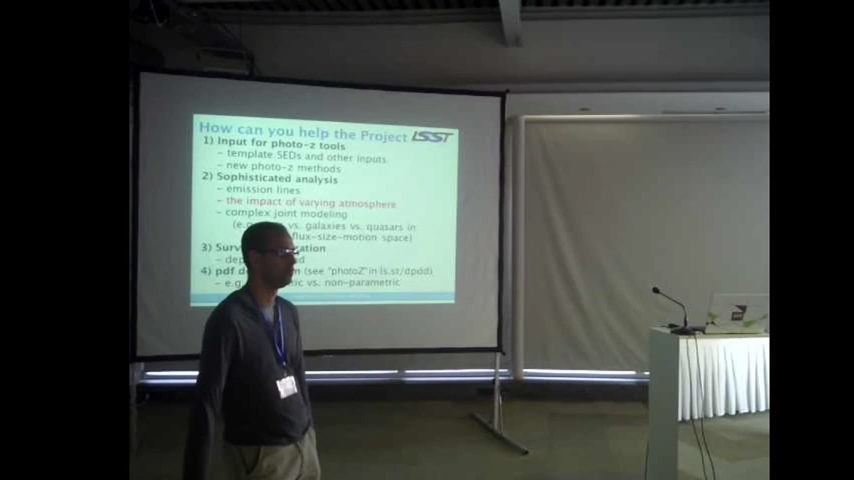 How can you help the Project LSST
1) Input for photo-z tools
- template SEDs and other inputs
- new photo-z methods
2) Sophisticated analysis
- emission lines
- the impact of varying atmosphere
- complex joint modeling
(e.g. vs. galaxies vs. quasars in
flux-size-motion space)
3)
4) pdf (see "photoZ" in ls.st/dpdd)
- e.g. vs. non-parametric